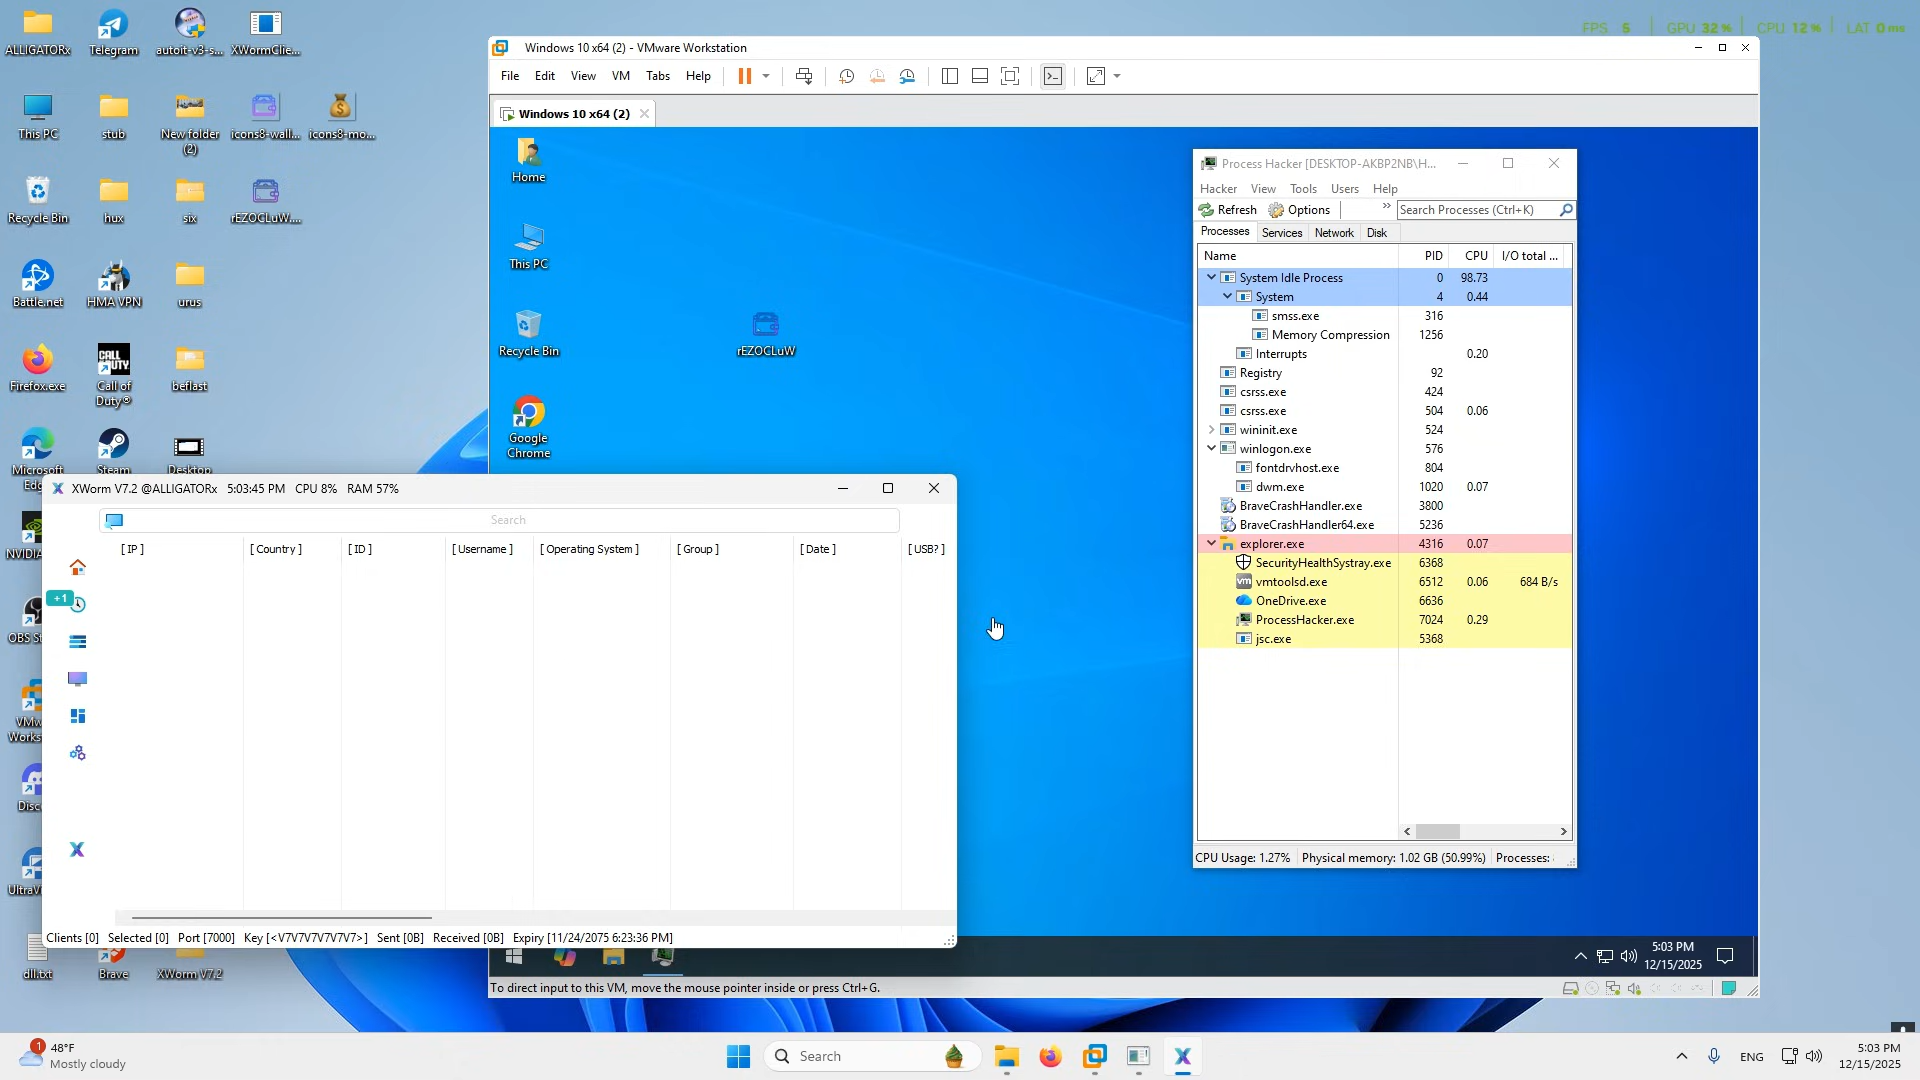 ALLIGATORx
Telegram
autoit-v3-s...
XWormClie...
This PC
stub
New folder
(2)
icons8-wall...
icons8-mo...
Recycle Bin
hux
six
rEZOCLuW....
Battle.net
HMA VPN
urus
Firefox.exe
CALL OF DUTY
Call of
Duty®
beflast
Microsoft
Edg
Steam
Desktop
NVIDIA
OBS St
VMw
Works
Disc
UltraVi
dll.txt
Brave
XWorm V7.2
FPS 5
GPU 32 %
CPU 12 %
LAT 0 ms
Windows 10 x64 (2) - VMware Workstation
File Edit View VM Tabs Help
Windows 10 x64 (2)
Home
This PC
Recycle Bin
rEZOCLuW
Google
Chrome
Process Hacker [DESKTOP-AKBP2NB\H...
Hacker View Tools Users Help
Refresh Options » Search Processes (Ctrl+K)
Processes Services Network Disk
Name PID CPU I/O total ...
System Idle Process 0 98.73
System 4 0.44
smss.exe 316
Memory Compression 1256
Interrupts 0.20
Registry 92
csrss.exe 424
csrss.exe 504 0.06
wininit.exe 524
winlogon.exe 576
fontdrvhost.exe 804
dwm.exe 1020 0.07
BraveCrashHandler.exe 3800
BraveCrashHandler64.exe 5236
explorer.exe 4316 0.07
SecurityHealthSystray.exe 6368
vm vmtoolsd.exe 6512 0.06 684 B/s
OneDrive.exe 6636
ProcessHacker.exe 7024 0.29
jsc.exe 5368
CPU Usage: 1.27% Physical memory: 1.02 GB (50.99%) Processes:
XWorm V7.2 @ALLIGATORx 5:03:45 PM CPU 8% RAM 57%
Search
[ IP ] [ Country ] [ ID ] [ Username ] [ Operating System ] [ Group ] [ Date ] [ USB? ]
+1
Clients [0] Selected [0] Port [7000] Key [<V7V7V7V7V7V7>] Sent [0B] Received [0B] Expiry [11/24/2075 6:23:36 PM]
5:03 PM
12/15/2025
To direct input to this VM, move the mouse pointer inside or press Ctrl+G.
1
48°F
Mostly cloudy
Search
ENG
5:03 PM
12/15/2025